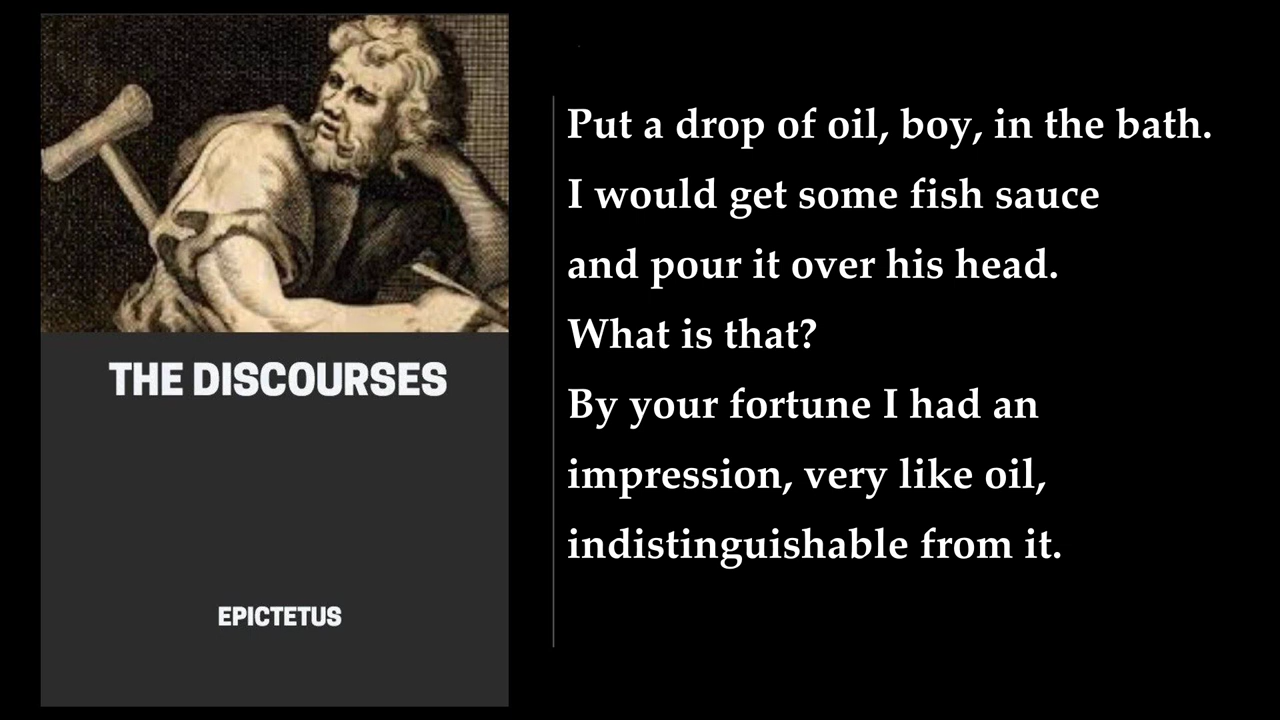 THE DISCOURSES
EPICTETUS
Put a drop of oil, boy, in the bath.
I would get some fish sauce
and pour it over his head.
What is that?
By your fortune I had an
impression, very like oil,
indistinguishable from it.